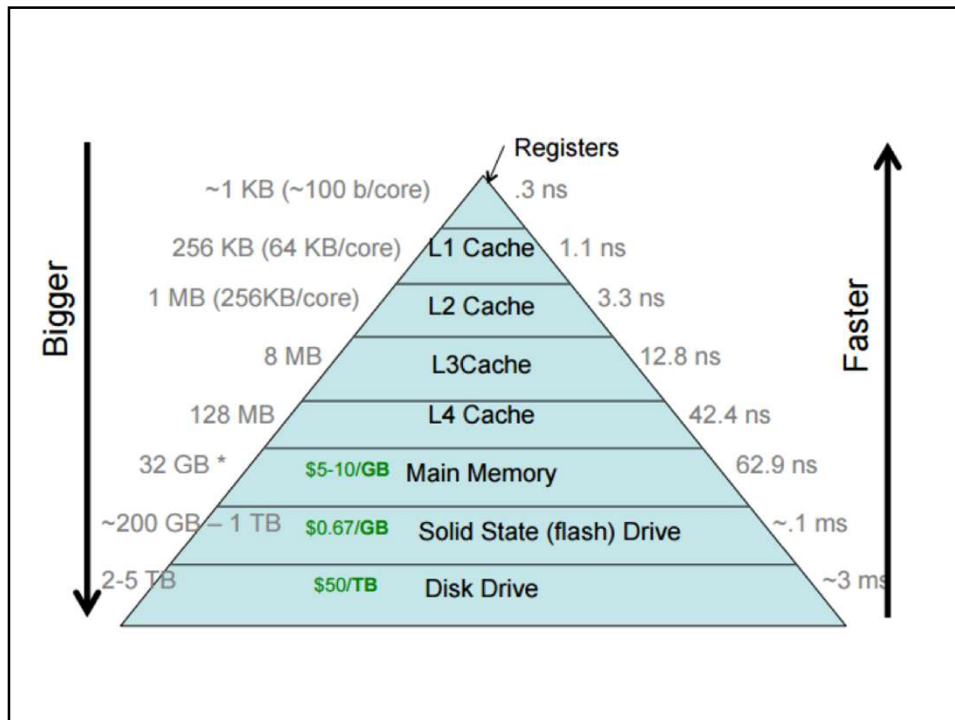 Registers
~1 KB (~100 b/core) .3 ns
256 KB (64 KB/core) L1 Cache 1.1 ns
1 MB (256KB/core) L2 Cache 3.3 ns
8 MB L3Cache 12.8 ns
128 MB L4 Cache 42.4 ns
32 GB * $5-10/GB Main Memory 62.9 ns
~200 GB – 1 TB $0.67/GB Solid State (flash) Drive ~.1 ms
2-5 TB $50/TB Disk Drive ~3 ms
Bigger
Faster